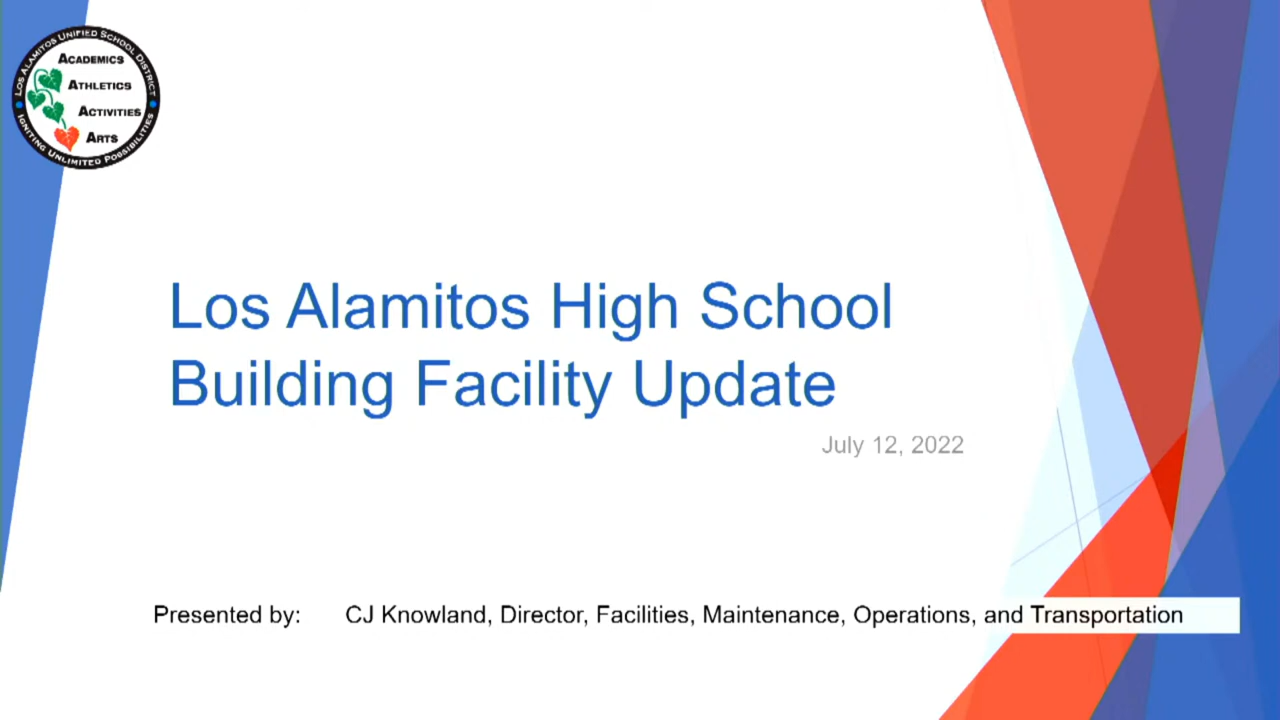 LOS ALAMITOS UNIFIED SCHOOL DISTRICT
ACADEMICS
ATHLETICS
ACTIVITIES
ARTS
IGNITING UNLIMITED POSSIBILITIES
Los Alamitos High School
Building Facility Update
July 12, 2022
Presented by: CJ Knowland, Director, Facilities, Maintenance, Operations, and Transportation